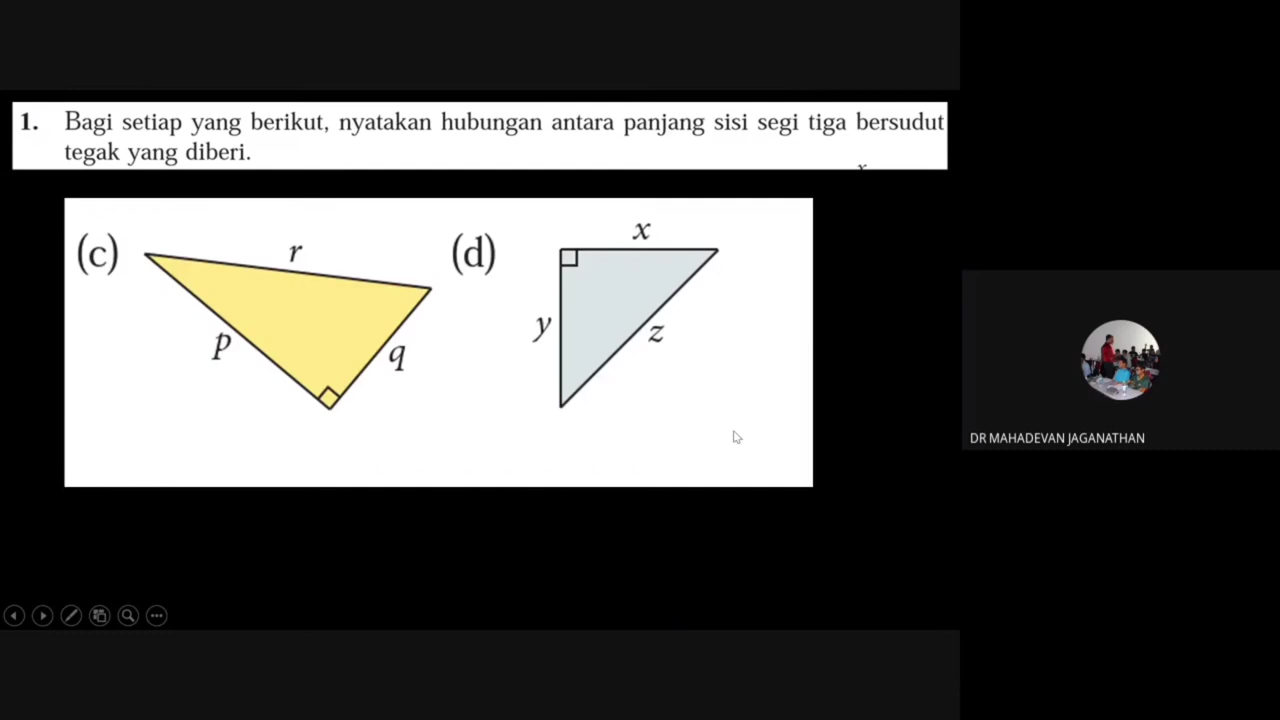 1. Bagi setiap yang berikut, nyatakan hubungan antara panjang sisi segi tiga bersudut
tegak yang diberi.
x
(c)
r
p
q
(d)
x
y
z
DR MAHADEVAN JAGANATHAN